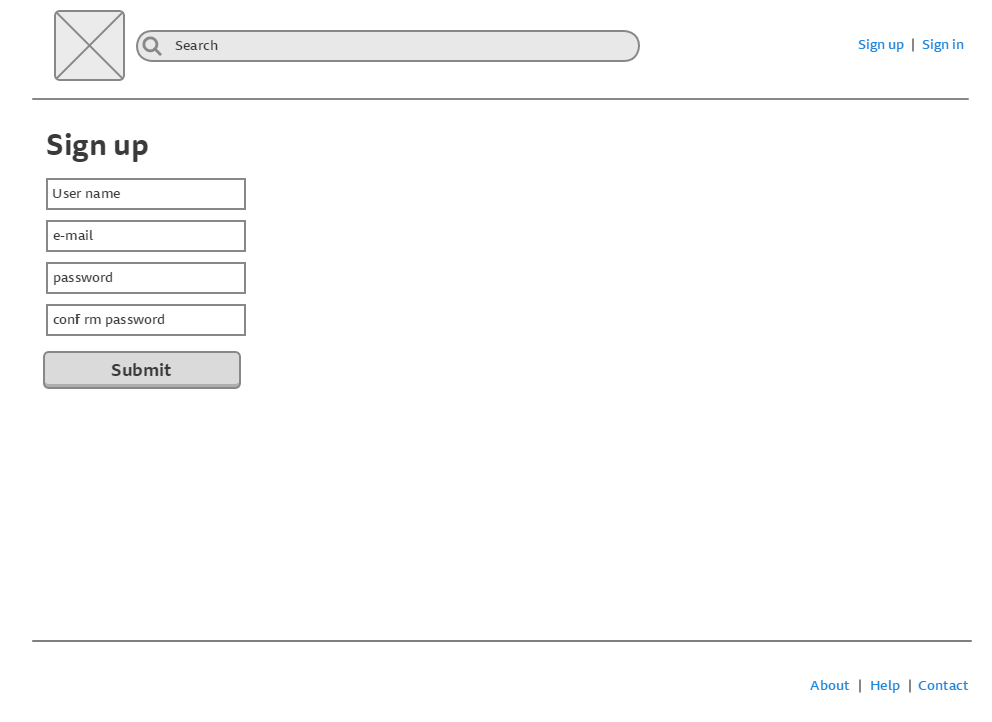 Search
Sign up | Sign in
Sign up
User name
e-mail
password
conf rm password
Submit
About | Help | Contact